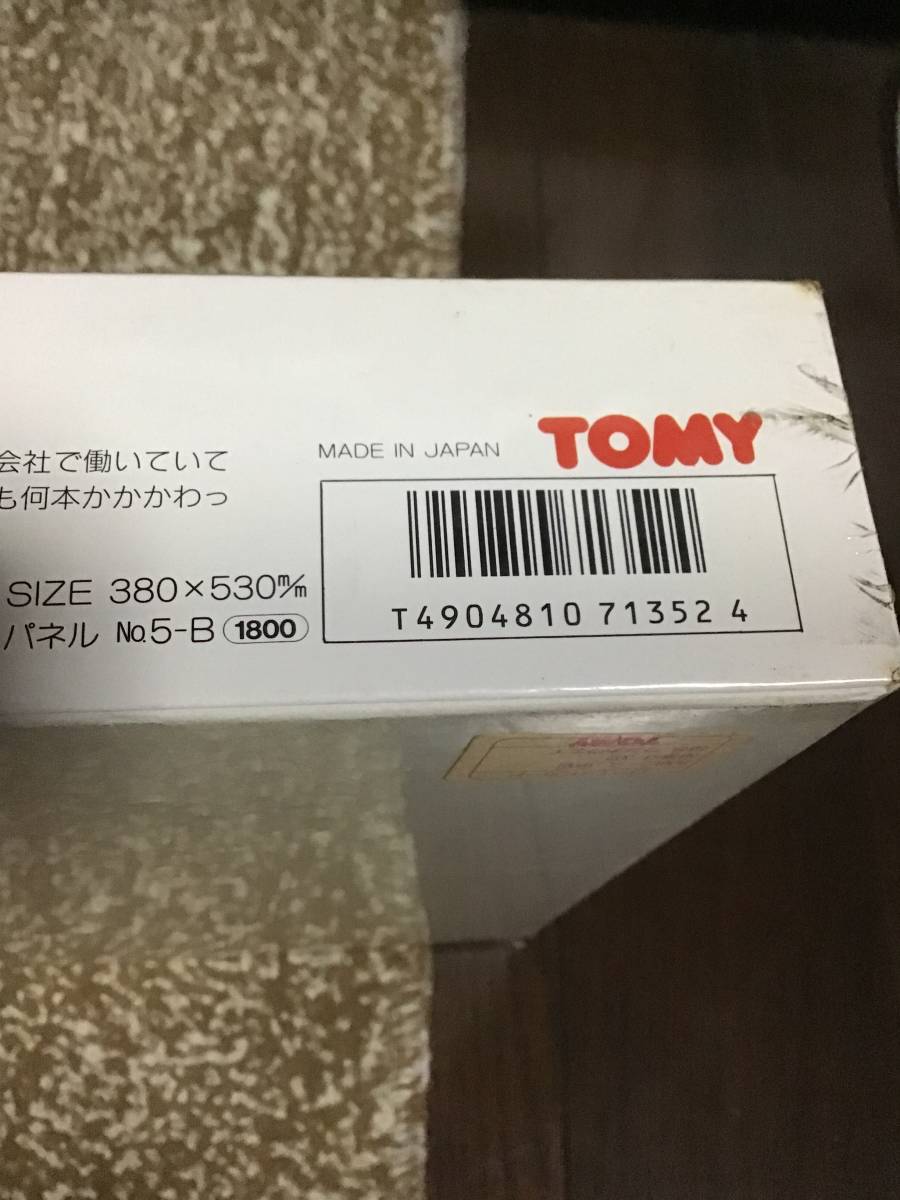 MADE IN JAPAN TOMY
会社で働いていて
も何本かかかわっ
SIZE 380×530m/m
パネル No.5-B 1800
T4904810 71352 4